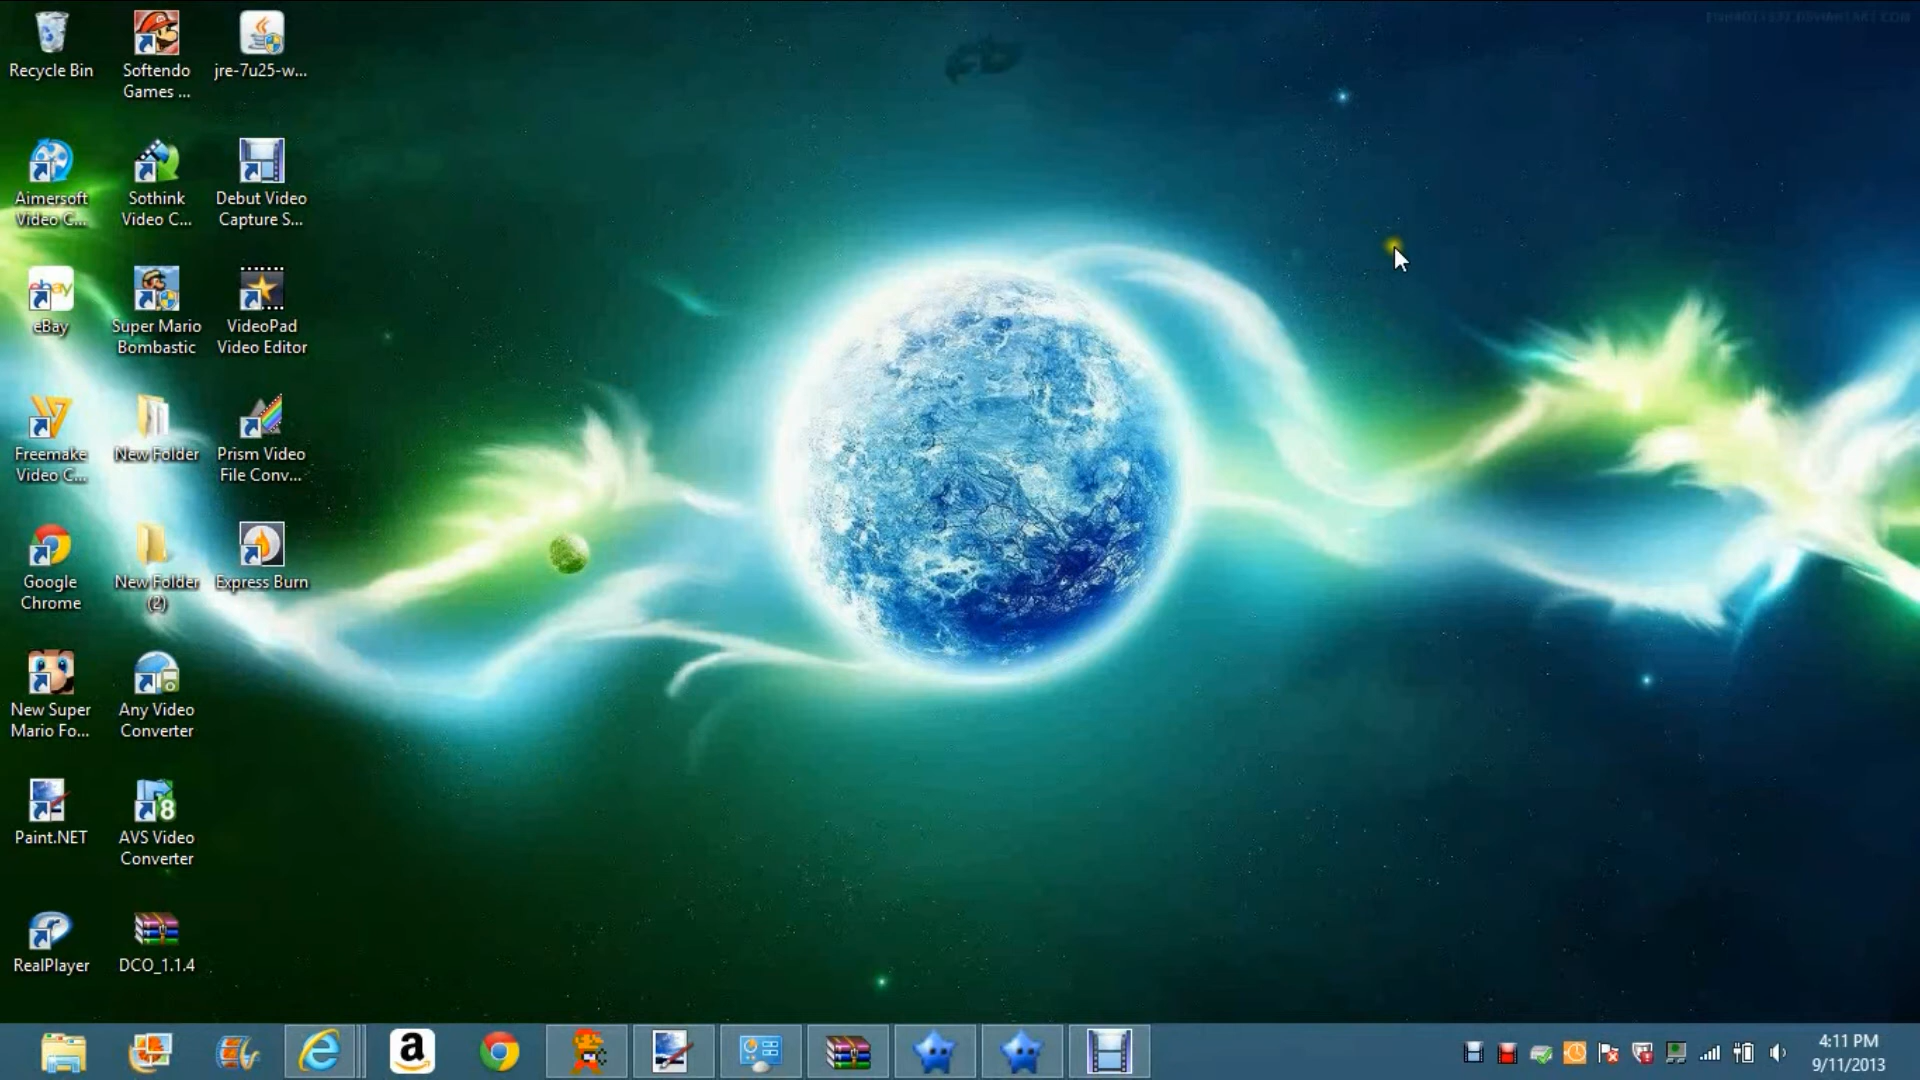 Recycle Bin
Softendo
Games ...
jre-7u25-w...
Aimersoft
Video C...
Sothink
Video C...
Debut Video
Capture S...
ebay
eBay
Super Mario
Bombastic
VideoPad
Video Editor
Freemake
Video C...
New Folder
Prism Video
File Conv...
Google
Chrome
New Folder
(2)
Express Burn
New Super
Mario Fo...
Any Video
Converter
Paint.NET
8
AVS Video
Converter
RealPlayer
DCO_1.1.4
a
4:11 PM
9/11/2013